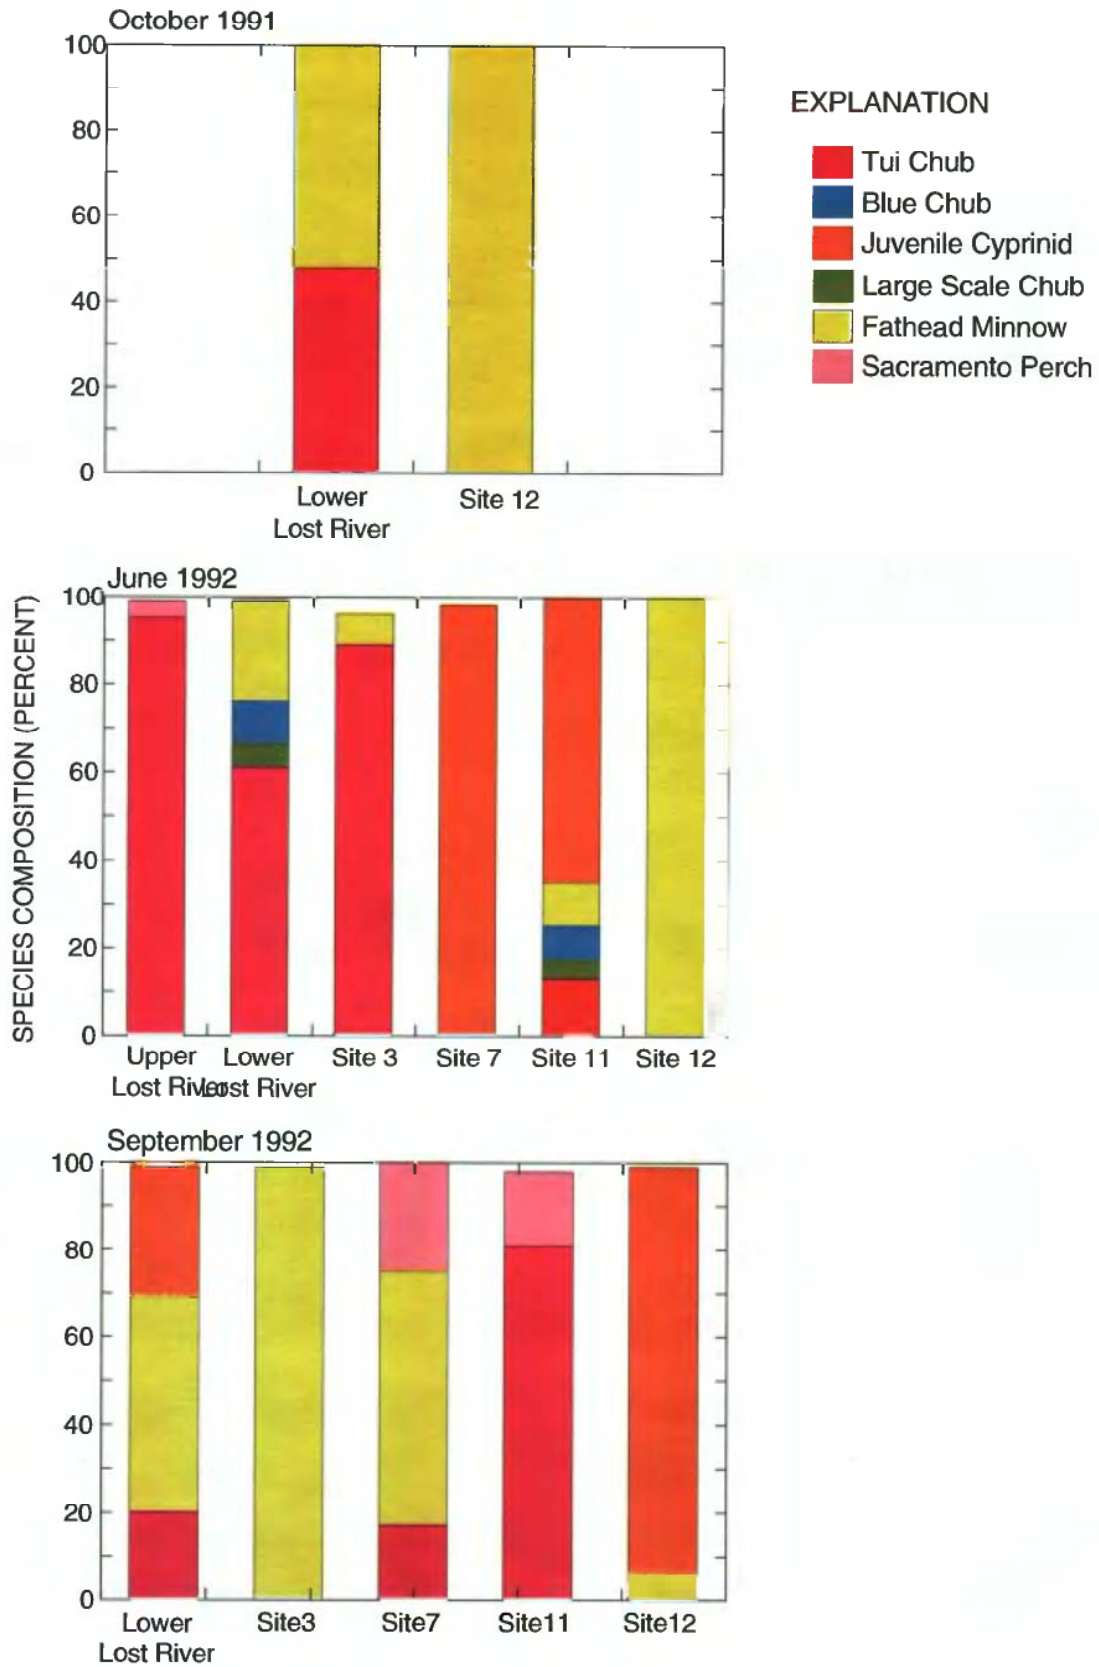 October 1991
100
80
60
40
20
0
Lower
Lost River
Site 12
EXPLANATION
Tui Chub
Blue Chub
Juvenile Cyprinid
Large Scale Chub
Fathead Minnow
Sacramento Perch
SPECIES COMPOSITION (PERCENT)
June 1992
100
80
60
40
20
0
Upper
Lost River
Lower
Lost River
Site 3
Site 7
Site 11
Site 12
September 1992
100
80
60
40
20
0
Lower
Lost River
Site3
Site7
Site11
Site12